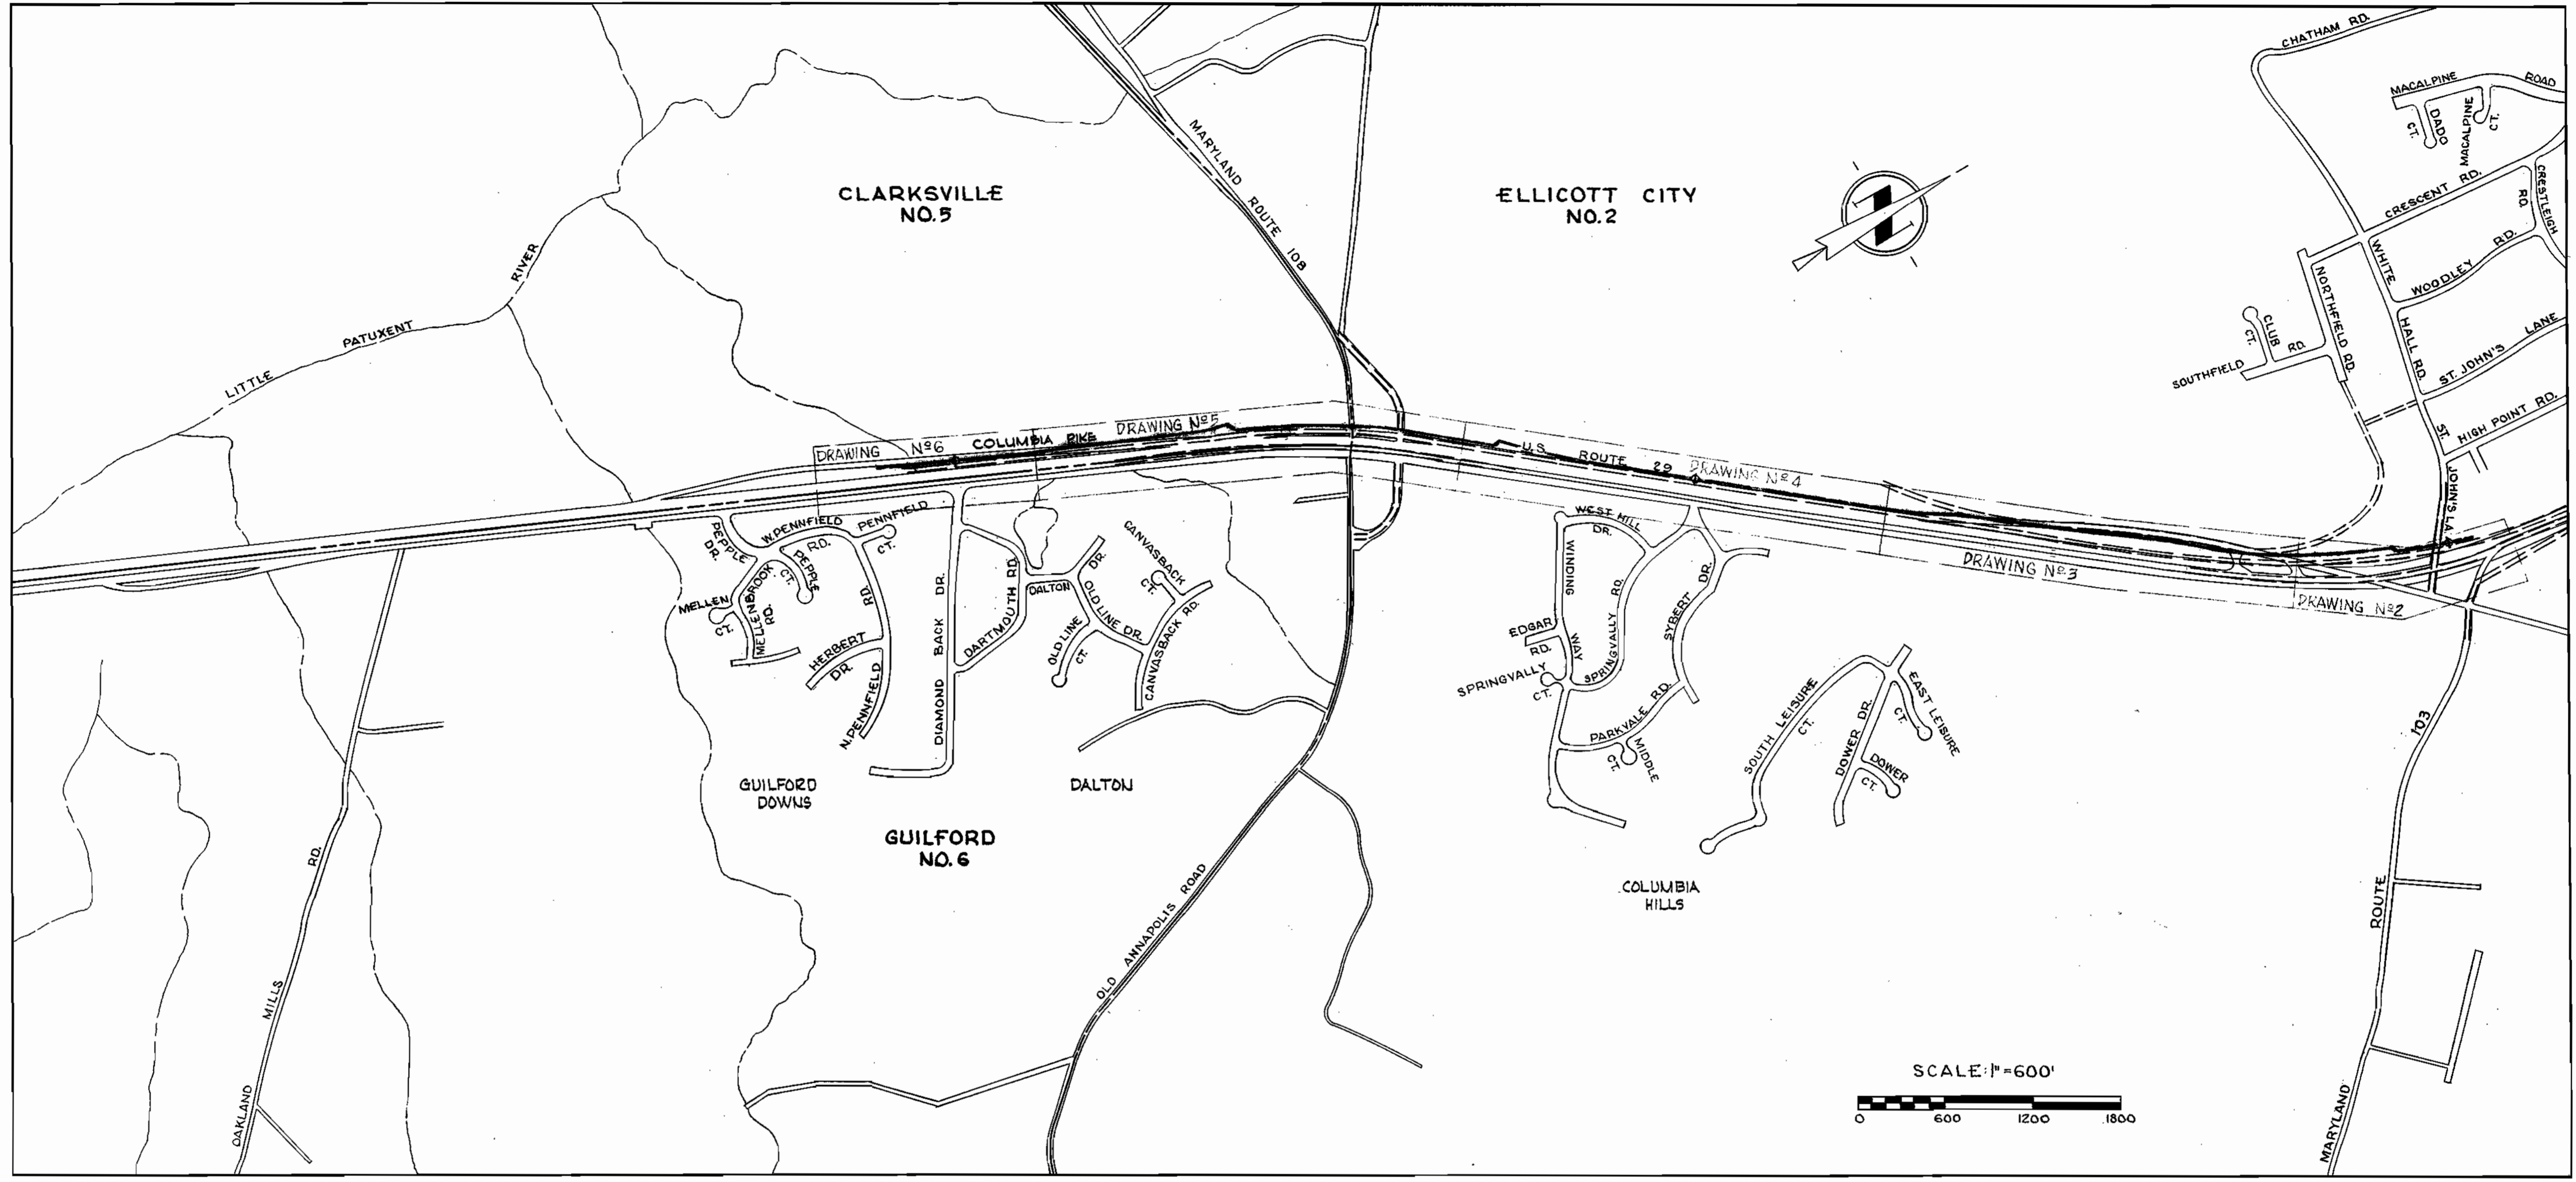 CHATHAM RD.
MACALPINE ROAD
DADD
CT.
MACALPINE
CT.
MARYLAND ROUTE 108
CLARKSVILLE
NO. 5
ELLICOTT CITY
NO. 2
CRESCENT RD.
CRESTLEIGH
RD.
WHITE HALL RD.
WOODLEY RD.
NORTHFIELD RD.
CLUB
CT.
SOUTHFIELD RD.
ST. JOHN'S LANE
HIGH POINT RD.
ST. JOHN'S LA.
LITTLE PATUXENT RIVER
DRAWING Nº6
COLUMBIA PIKE
DRAWING Nº5
U.S. ROUTE 29
DRAWING Nº4
DRAWING Nº3
DRAWING Nº2
PEPPLE
DR.
W. PENNFIELD
RD.
PENNFIELD
CT.
PEPPLE
CT.
MELLEN
CT.
MELLENBROOK
RD.
RD.
HERBERT
DR.
N. PENNFIELD
DIAMOND BACK DR.
DARTMOUTH RD.
DALTON
DR.
OLD LINE DR.
OLD LINE
CT.
CANVASBACK
CT.
CANVASBACK RD.
WEST HILL
DR.
WINDING WAY
EDGAR
RD.
SPRINGVALLY
CT.
SPRINGVALLY RD.
SYBERT DR.
PARKVALE RD.
MIDDLE
CT.
SOUTH LEISURE
CT.
EAST LEISURE
CT.
DOWER DR.
DOWER
CT.
GUILFORD
DOWNS
DALTON
GUILFORD
NO. 6
COLUMBIA
HILLS
OLD ANNAPOLIS ROAD
OAKLAND MILLS RD.
MARYLAND ROUTE 103
SCALE: 1"=600'
0 600 1200 1800